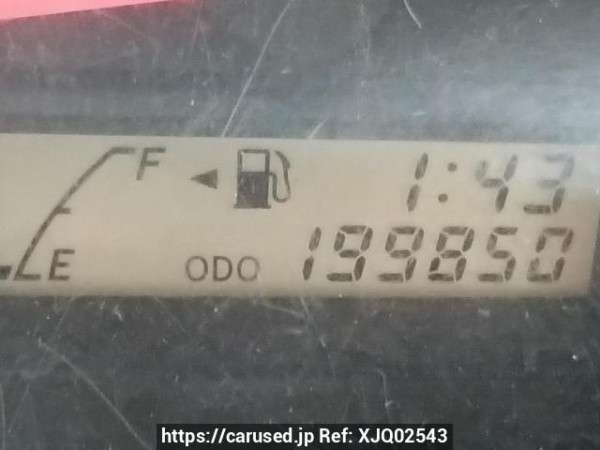 F
1:43
E
ODO 199850
https://carused.jp Ref: XJQ02543